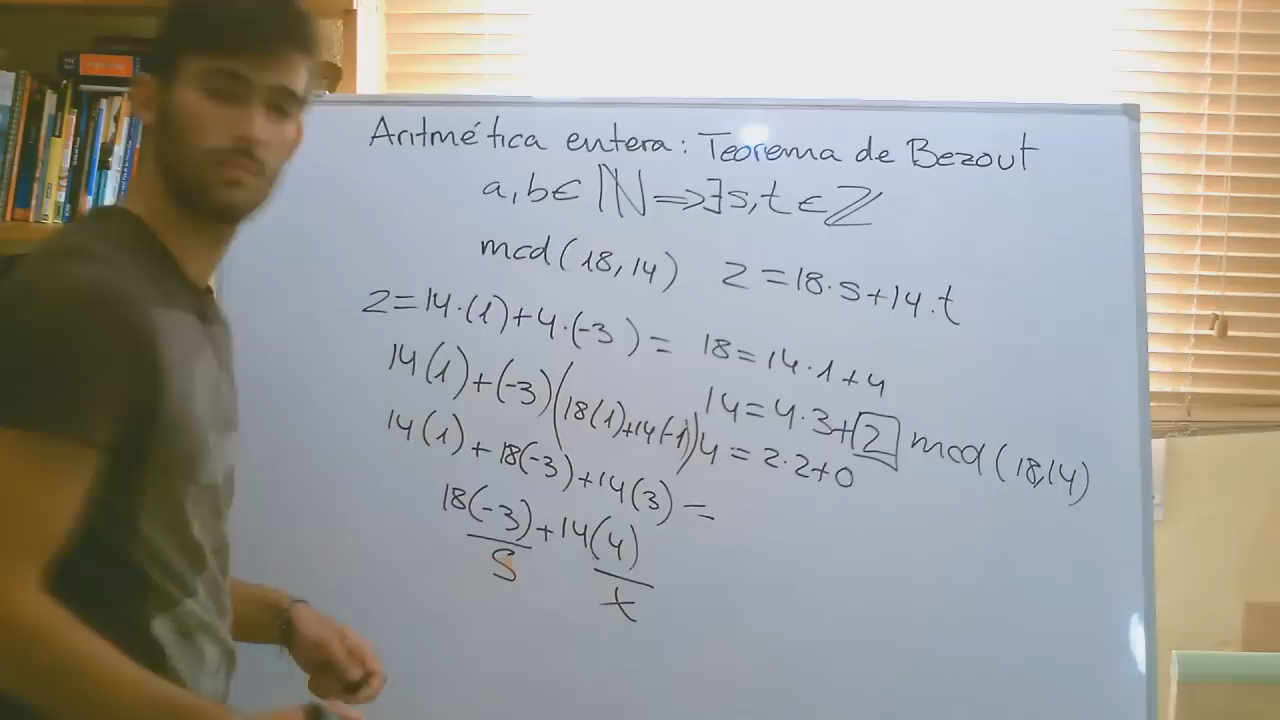 Aritmética entera: Teorema de Bezout
a,b∈ ℕ ⇒ ∃s,t ∈ ℤ
mcd(18,14) 2=18·s+14·t
2=14·(1)+4·(-3)=
14(1)+(-3)(18(1)+14(-1))
14(1)+18(-3)+14(3)=
18(-3)+14(4)
s t
18=14·1+4
14=4·3+2 mcd(18,14)
4=2·2+0